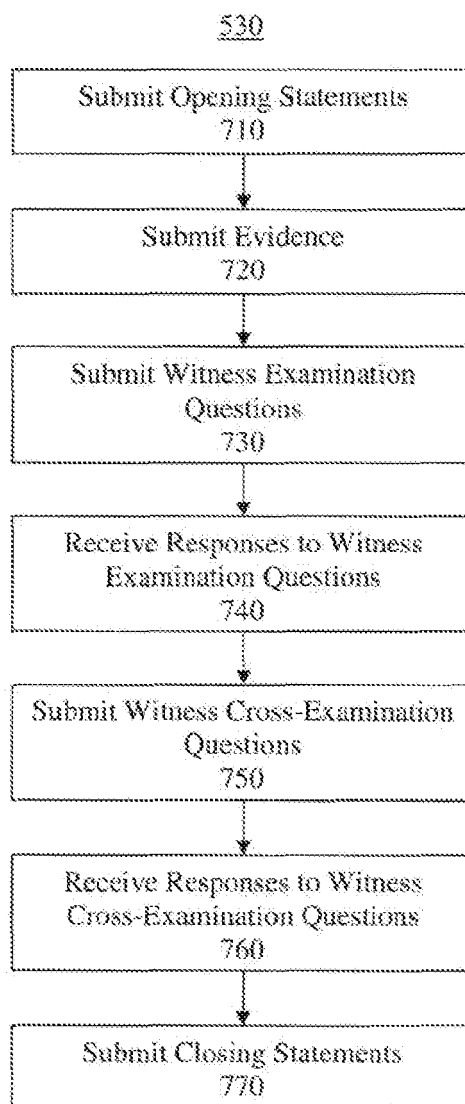 530
Submit Opening Statements
710
Submit Evidence
720
Submit Witness Examination
Questions
730
Receive Responses to Witness
Examination Questions
740
Submit Witness Cross-Examination
Questions
750
Receive Responses to Witness
Cross-Examination Questions
760
Submit Closing Statements
770